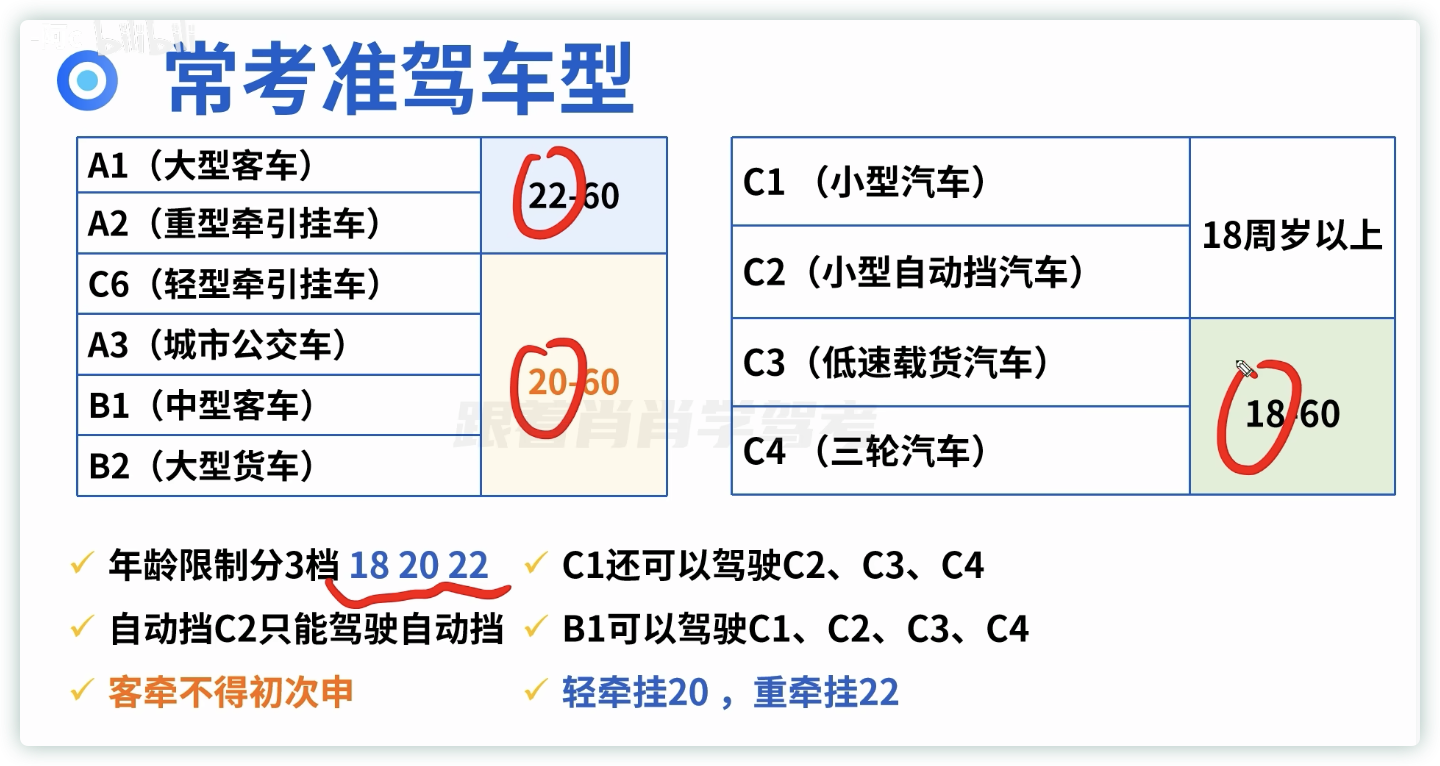 bilibili
常考准驾车型
A1（大型客车）
A2（重型牵引挂车）
22-60
C6（轻型牵引挂车）
A3（城市公交车）
B1（中型客车）
B2（大型货车）
20-60
C1 （小型汽车）
C2（小型自动挡汽车）
18周岁以上
C3（低速载货汽车）
C4 （三轮汽车）
18-60
跟着肖肖学驾考
年龄限制分3档 18 20 22
自动挡C2只能驾驶自动挡
客牵不得初次申
C1还可以驾驶C2、C3、C4
B1可以驾驶C1、C2、C3、C4
轻牵挂20 ，重牵挂22